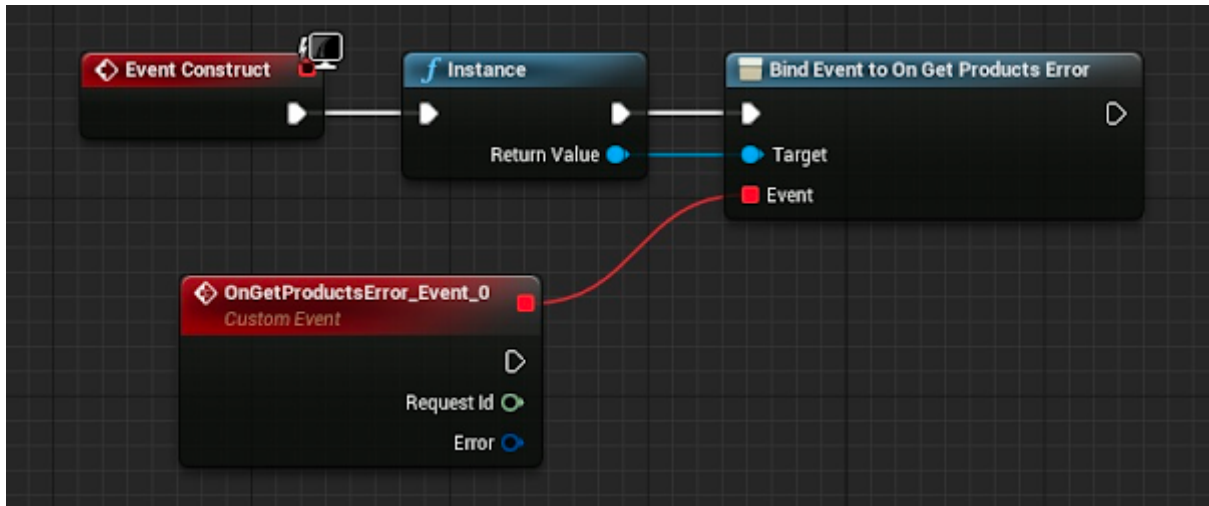 Event Construct
f Instance
Bind Event to On Get Products Error
Return Value
Target
Event
OnGetProductsError_Event_0
Custom Event
Request Id
Error